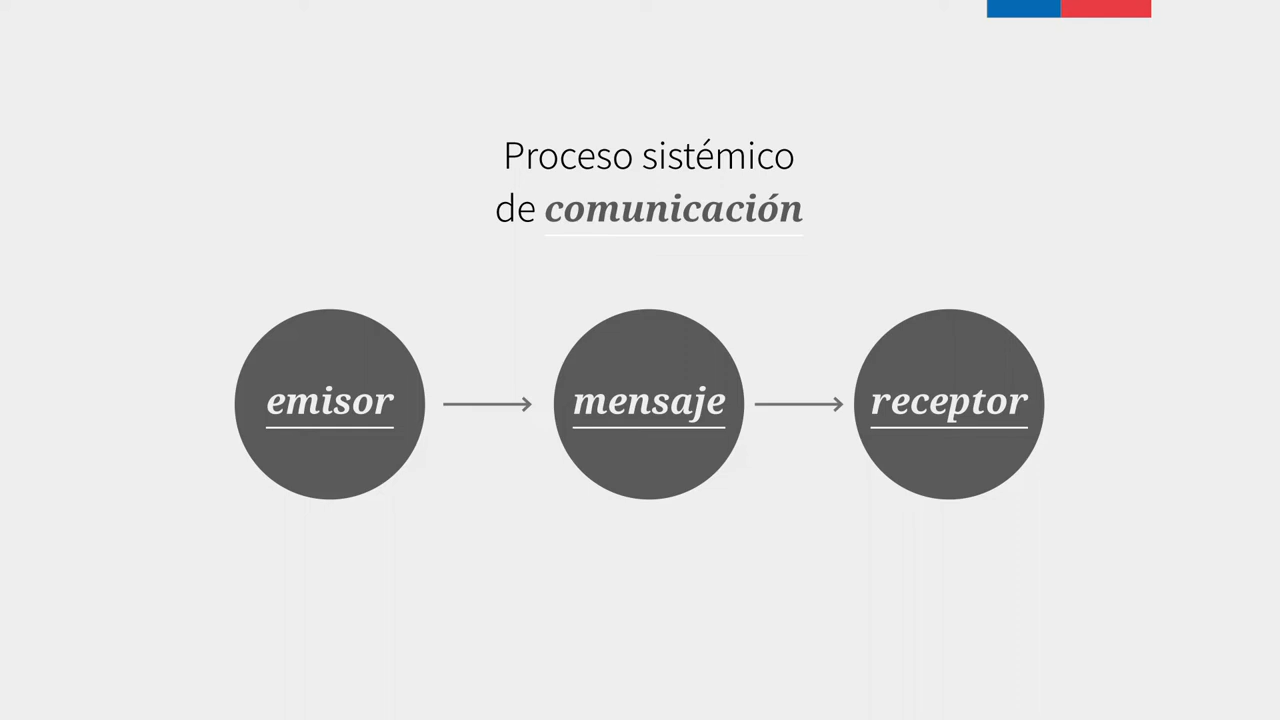 Proceso sistémico
de comunicación
emisor
mensaje
receptor